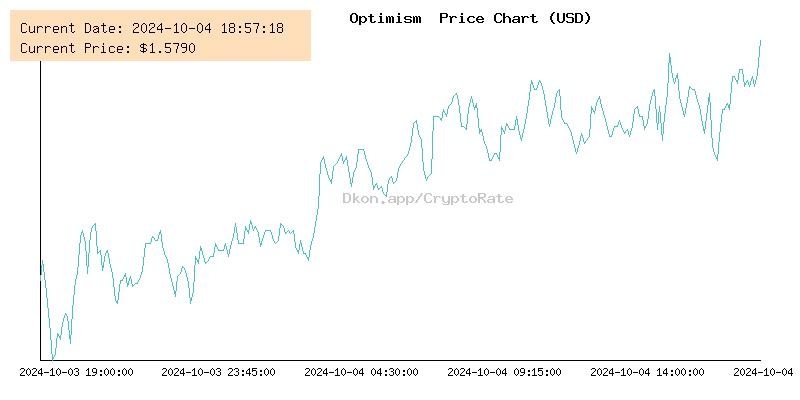 Optimism  Price Chart (USD)
Current Date: 2024-10-04 18:57:18
Current Price: $1.5790
Dkon.app/CryptoRate
2024-10-03 19:00:00 2024-10-03 23:45:00 2024-10-04 04:30:00 2024-10-04 09:15:00 2024-10-04 14:00:00 2024-10-04